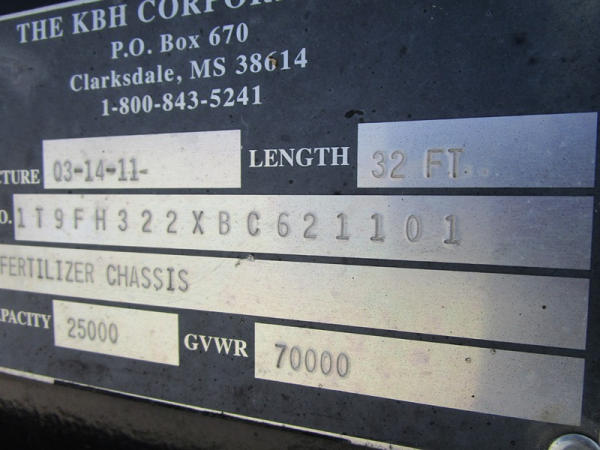 THE KBH CORPOR
P.O. Box 670
Clarksdale, MS 38614
1-800-843-5241
CTURE 03-14-11- LENGTH 32 FT.
O. 1T9FH322XBC621101
FERTILIZER CHASSIS
APACITY 25000 GVWR 70000